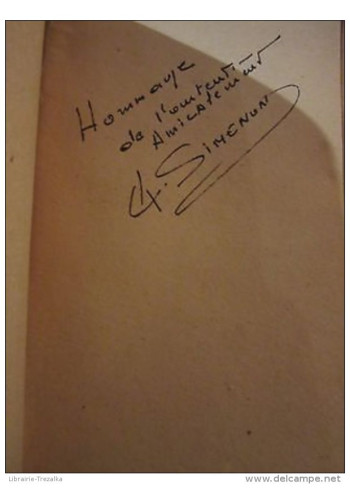 Hommage
de l'auteur
Amicalement
G. SIMENON
Librairie-Trezalka
www.delcampe.net